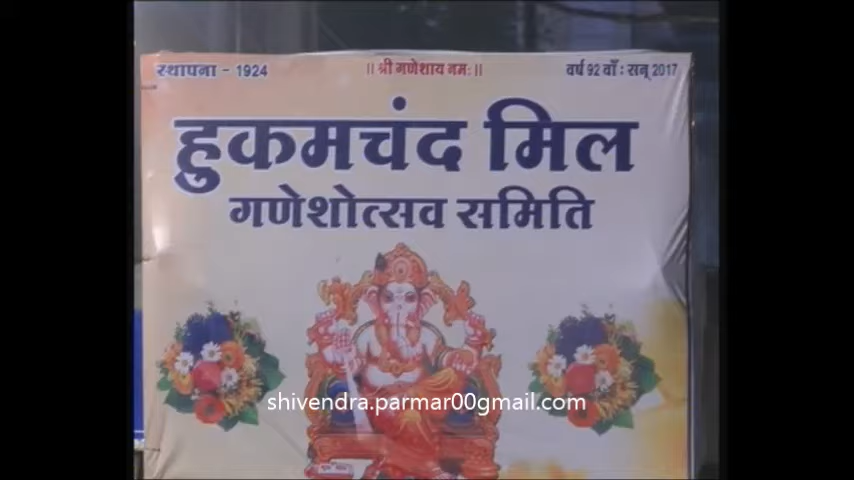 स्थापना - 1924
॥ श्री गणेशाय नमः ॥
वर्ष 92 वाँ : सन् 2017
हुकमचंद मिल
गणेशोत्सव समिति
shivendra.parmar00gmail.com